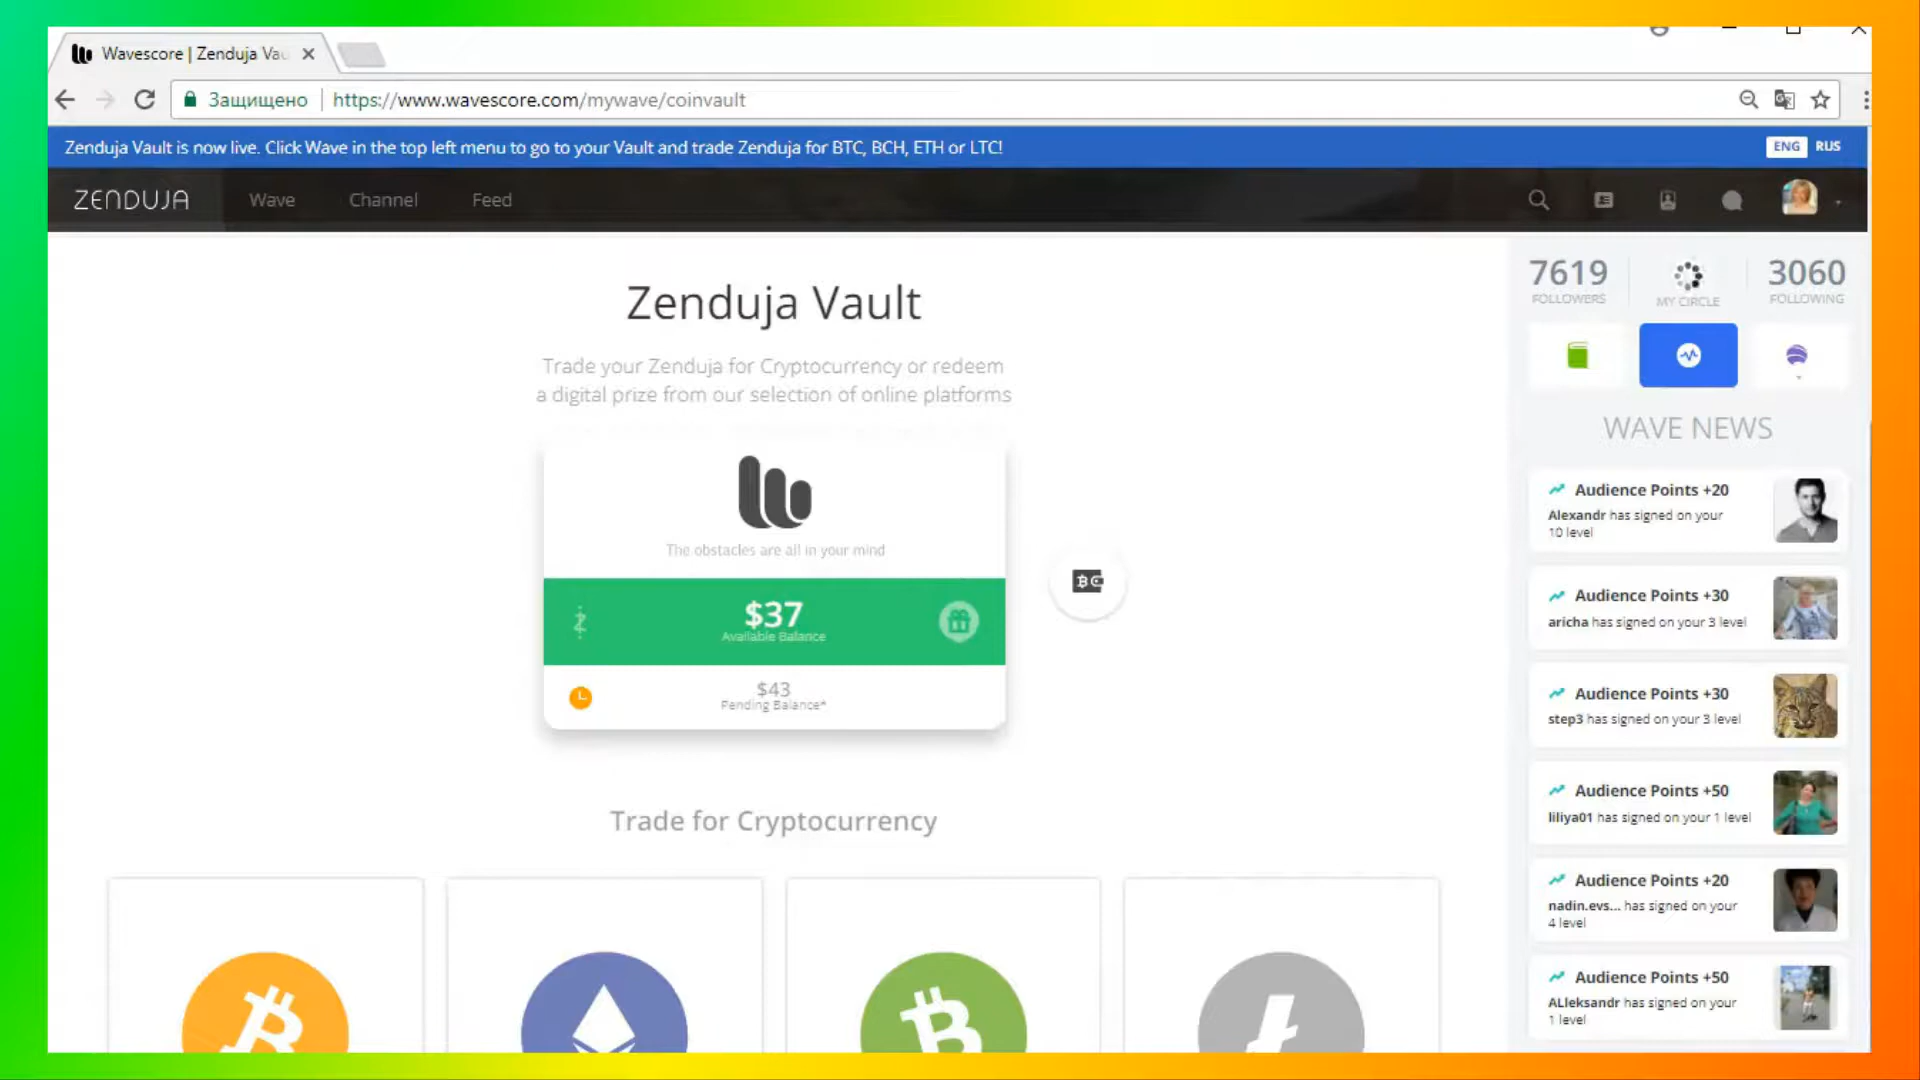 Wavescore | Zenduja Vau
Защищено
https://www.wavescore.com/mywave/coinvault
Zenduja Vault is now live. Click Wave in the top left menu to go to your Vault and trade Zenduja for BTC, BCH, ETH or LTC!
ENG RUS
ZENDUJA
Wave
Channel
Feed
Zenduja Vault
Trade your Zenduja for Cryptocurrency or redeem
a digital prize from our selection of online platforms
The obstacles are all in your mind
$37
Available Balance
$43
Pending Balance*
Trade for Cryptocurrency
7619
FOLLOWERS
MY CIRCLE
3060
FOLLOWING
WAVE NEWS
Audience Points +20
Alexandr has signed on your
10 level
Audience Points +30
aricha has signed on your 3 level
Audience Points +30
step3 has signed on your 3 level
Audience Points +50
liliya01 has signed on your 1 level
Audience Points +20
nadin.evs... has signed on your
4 level
Audience Points +50
ALleksandr has signed on your
1 level